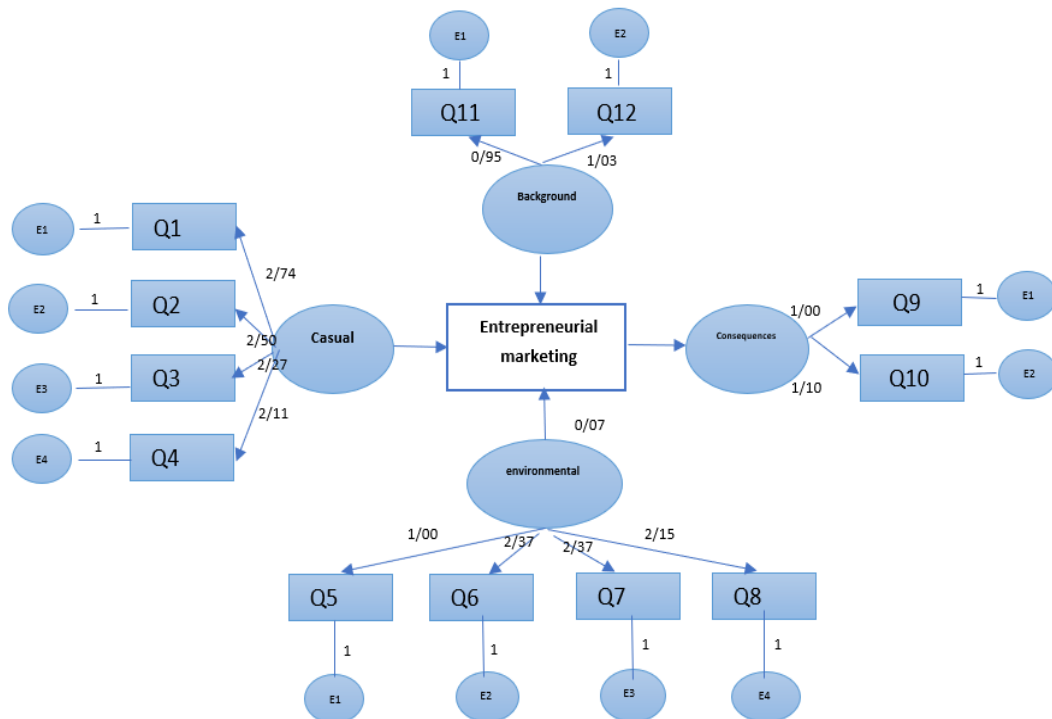 E1
E2
1
1
Q11
Q12
0/95
1/03
Background
E1
1
Q1
2/74
E2
1
Q2
2/50
E3
1
Q3
2/27
E4
1
Q4
2/11
Casual
Entrepreneurial
marketing
Consequences
1/00
Q9
1
E1
1/10
Q10
1
E2
0/07
environmental
1/00
2/37
2/37
2/15
Q5
Q6
Q7
Q8
1
1
1
1
E1
E2
E3
E4